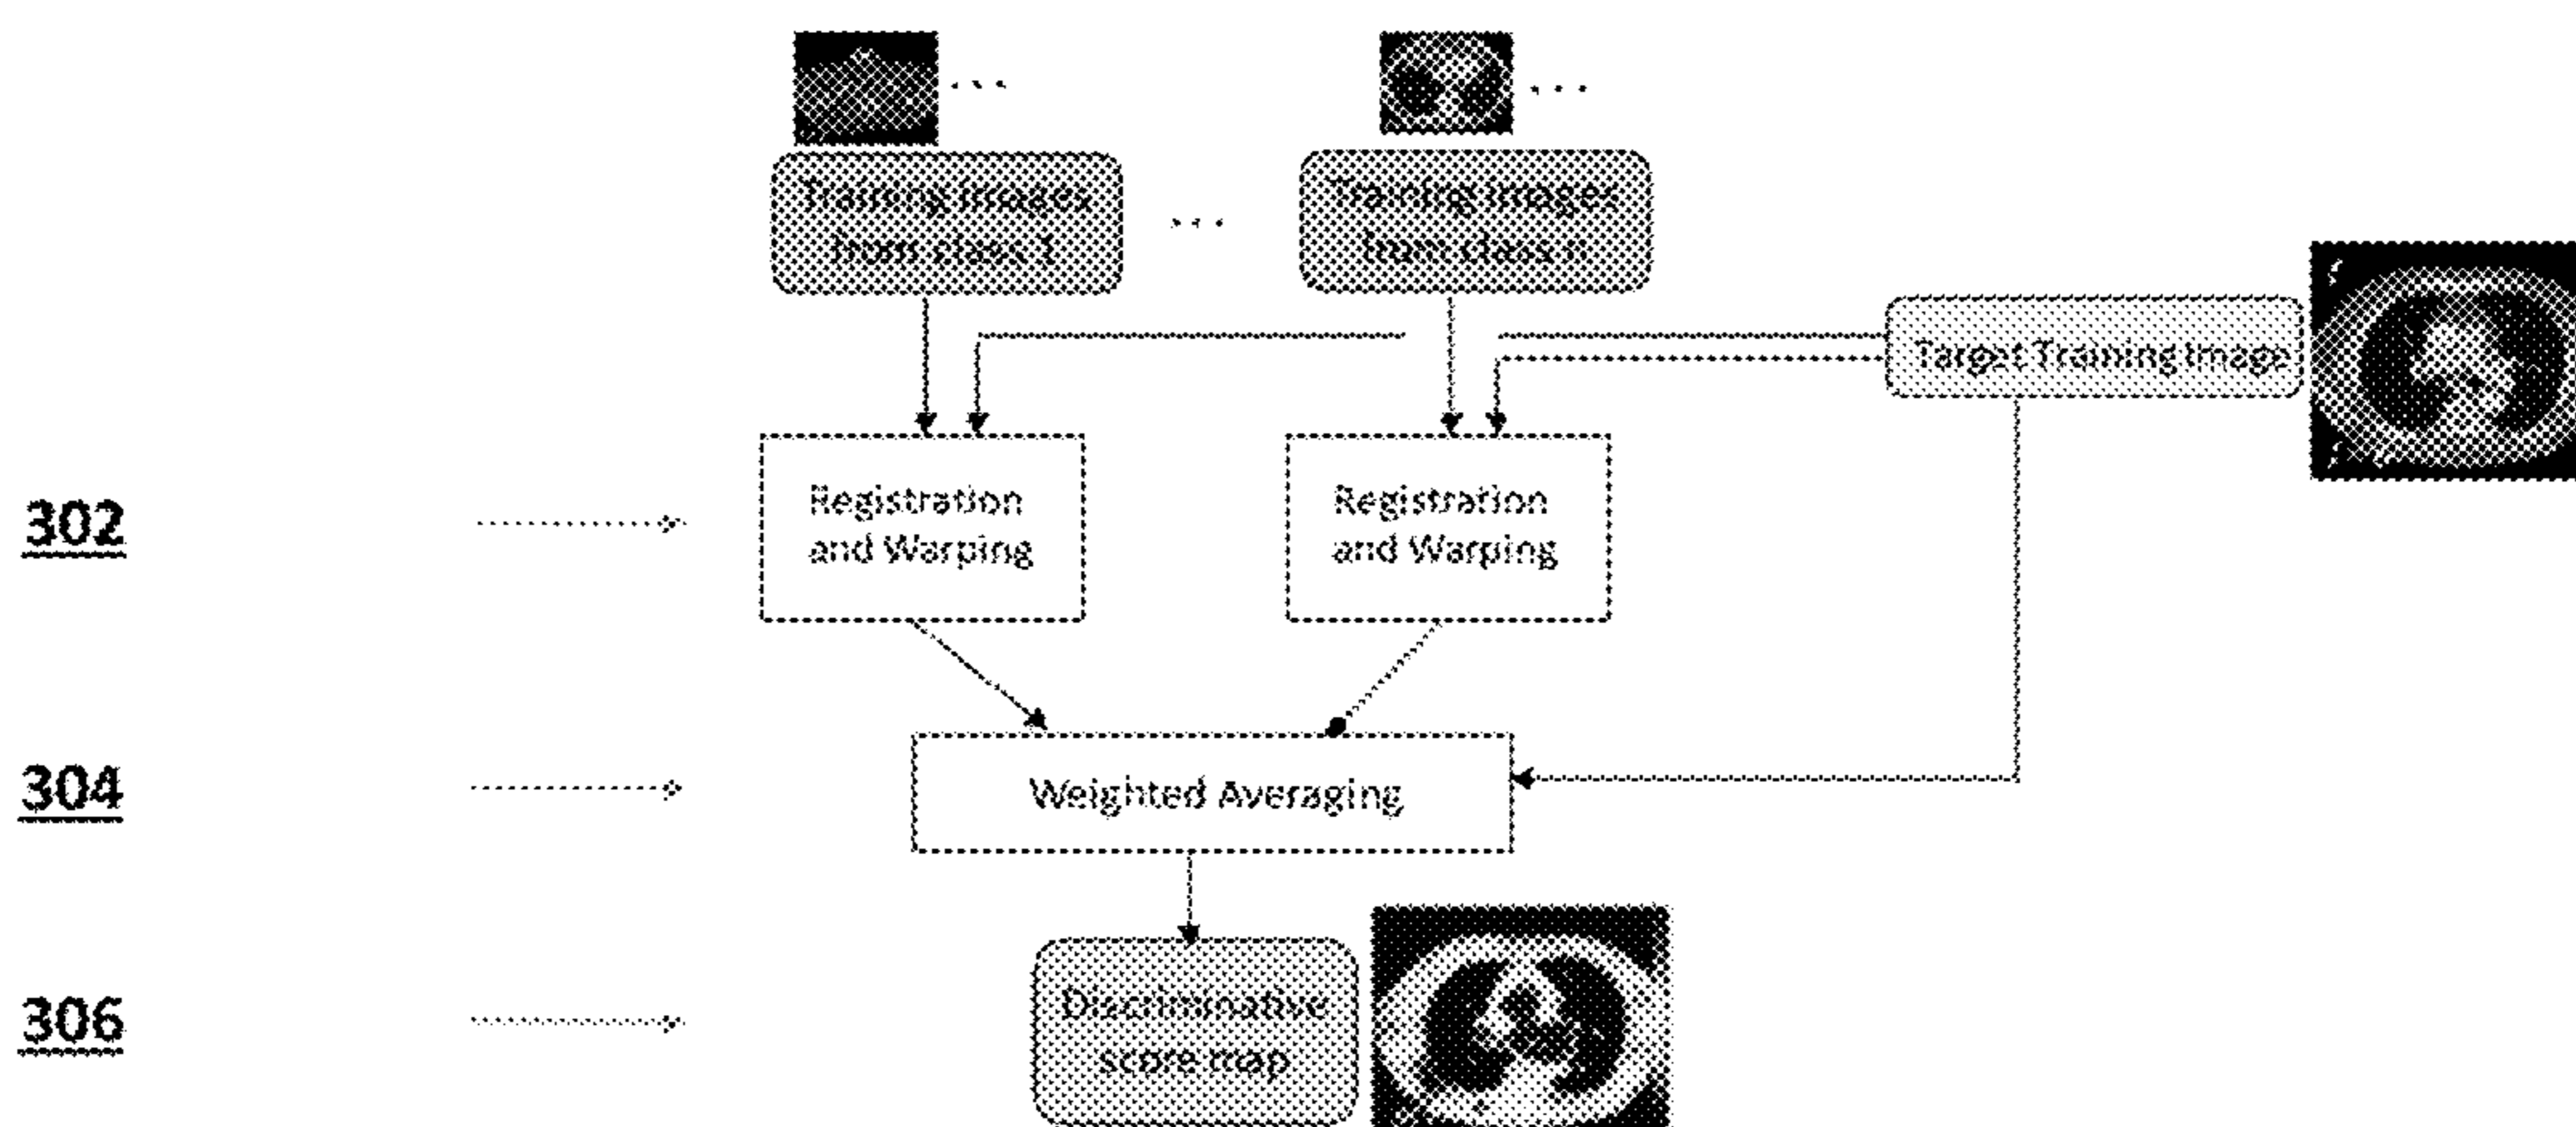 Training images
from class 1
...
Training images
from class n
Target Training Image
302
Registration
and Warping
Registration
and Warping
304
Weighted Averaging
306
Discriminative
score map